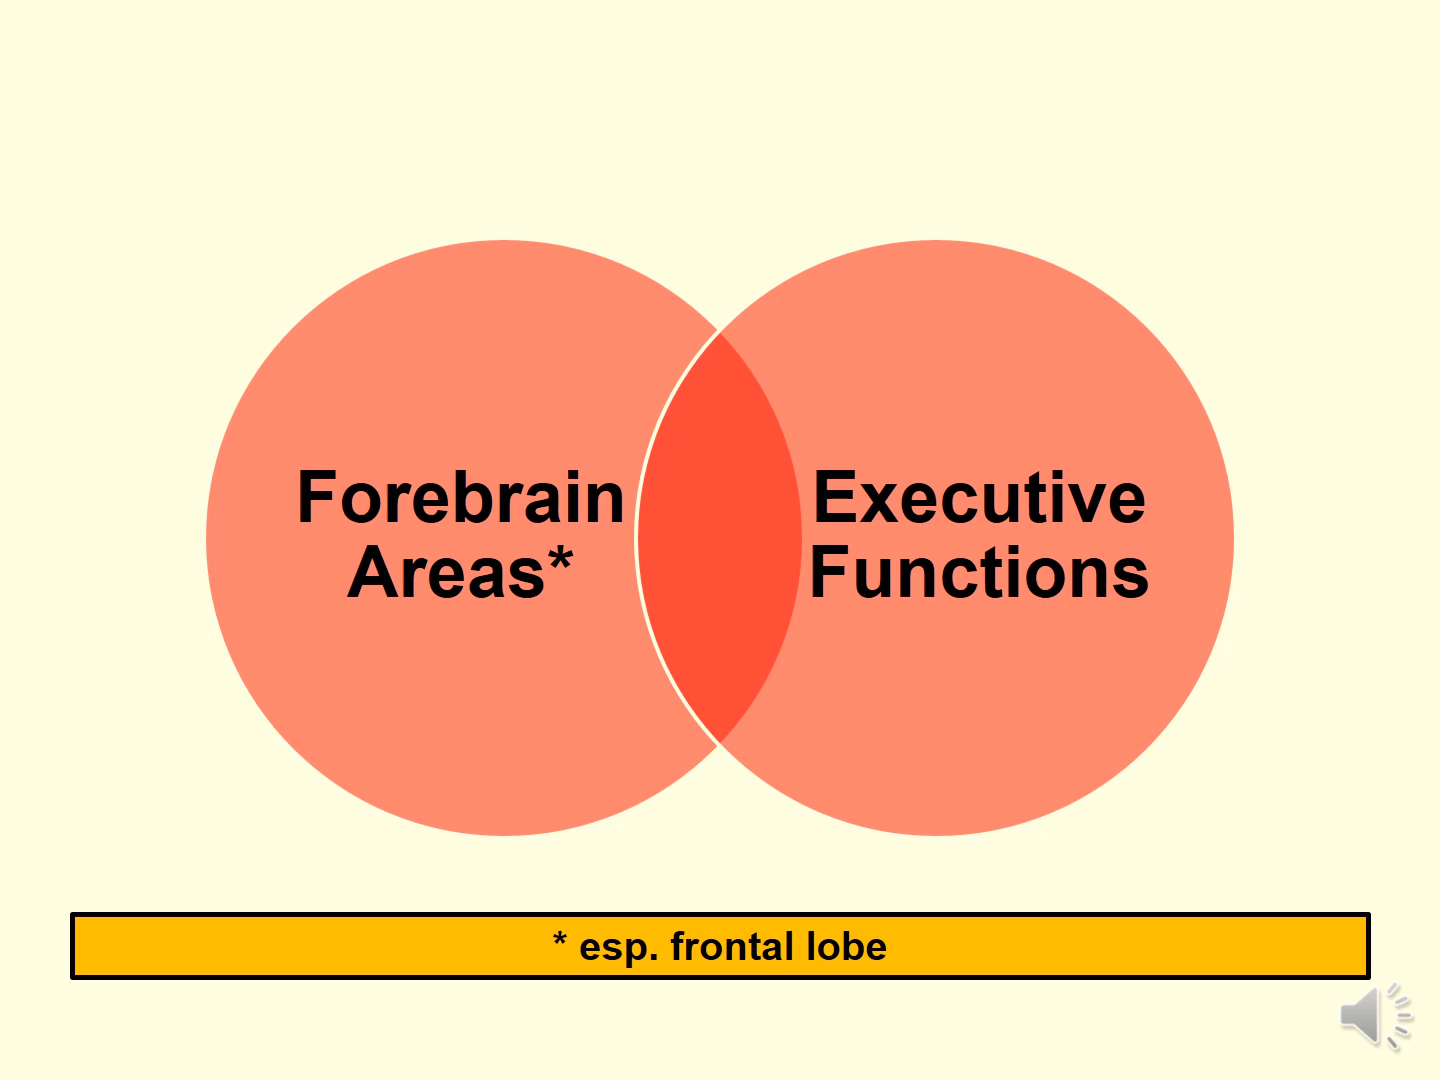 Forebrain
Areas*
Executive
Functions
* esp. frontal lobe